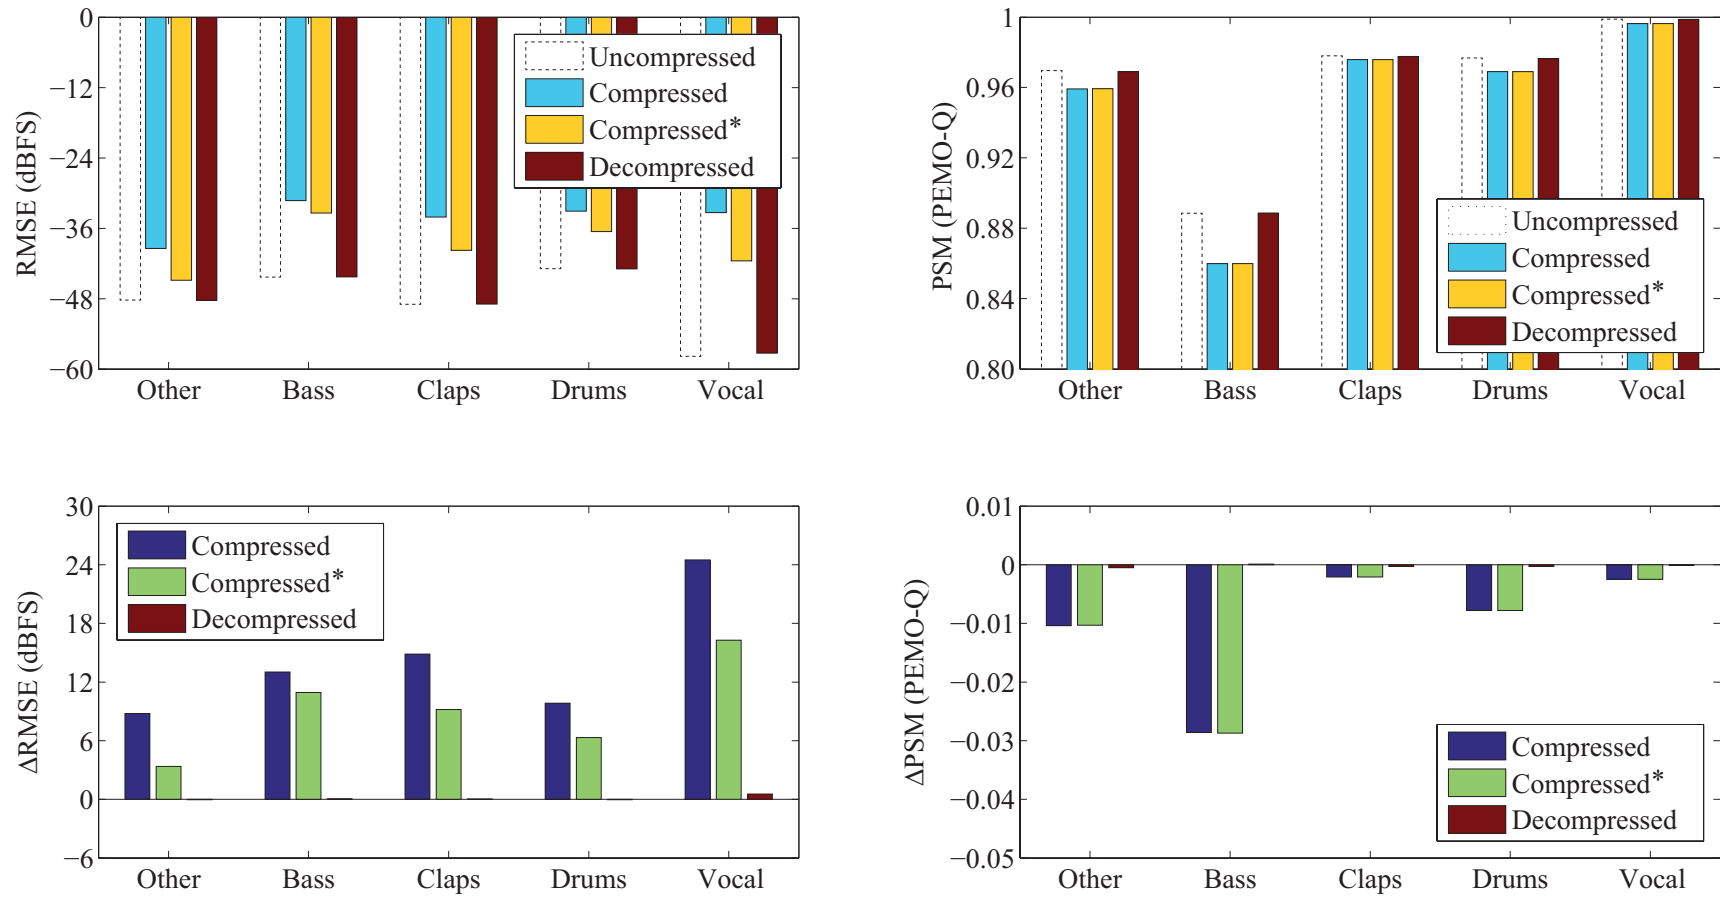 RMSE (dBFS)
0
−12
−24
−36
−48
−60
Uncompressed
Compressed
Compressed*
Decompressed
Other Bass Claps Drums Vocal
PSM (PEMO-Q)
1
0.96
0.92
0.88
0.84
0.80
Uncompressed
Compressed
Compressed*
Decompressed
Other Bass Claps Drums Vocal
ΔRMSE (dBFS)
30
24
18
12
6
0
−6
Compressed
Compressed*
Decompressed
Other Bass Claps Drums Vocal
ΔPSM (PEMO-Q)
0.01
0
−0.01
−0.02
−0.03
−0.04
−0.05
Compressed
Compressed*
Decompressed
Other Bass Claps Drums Vocal